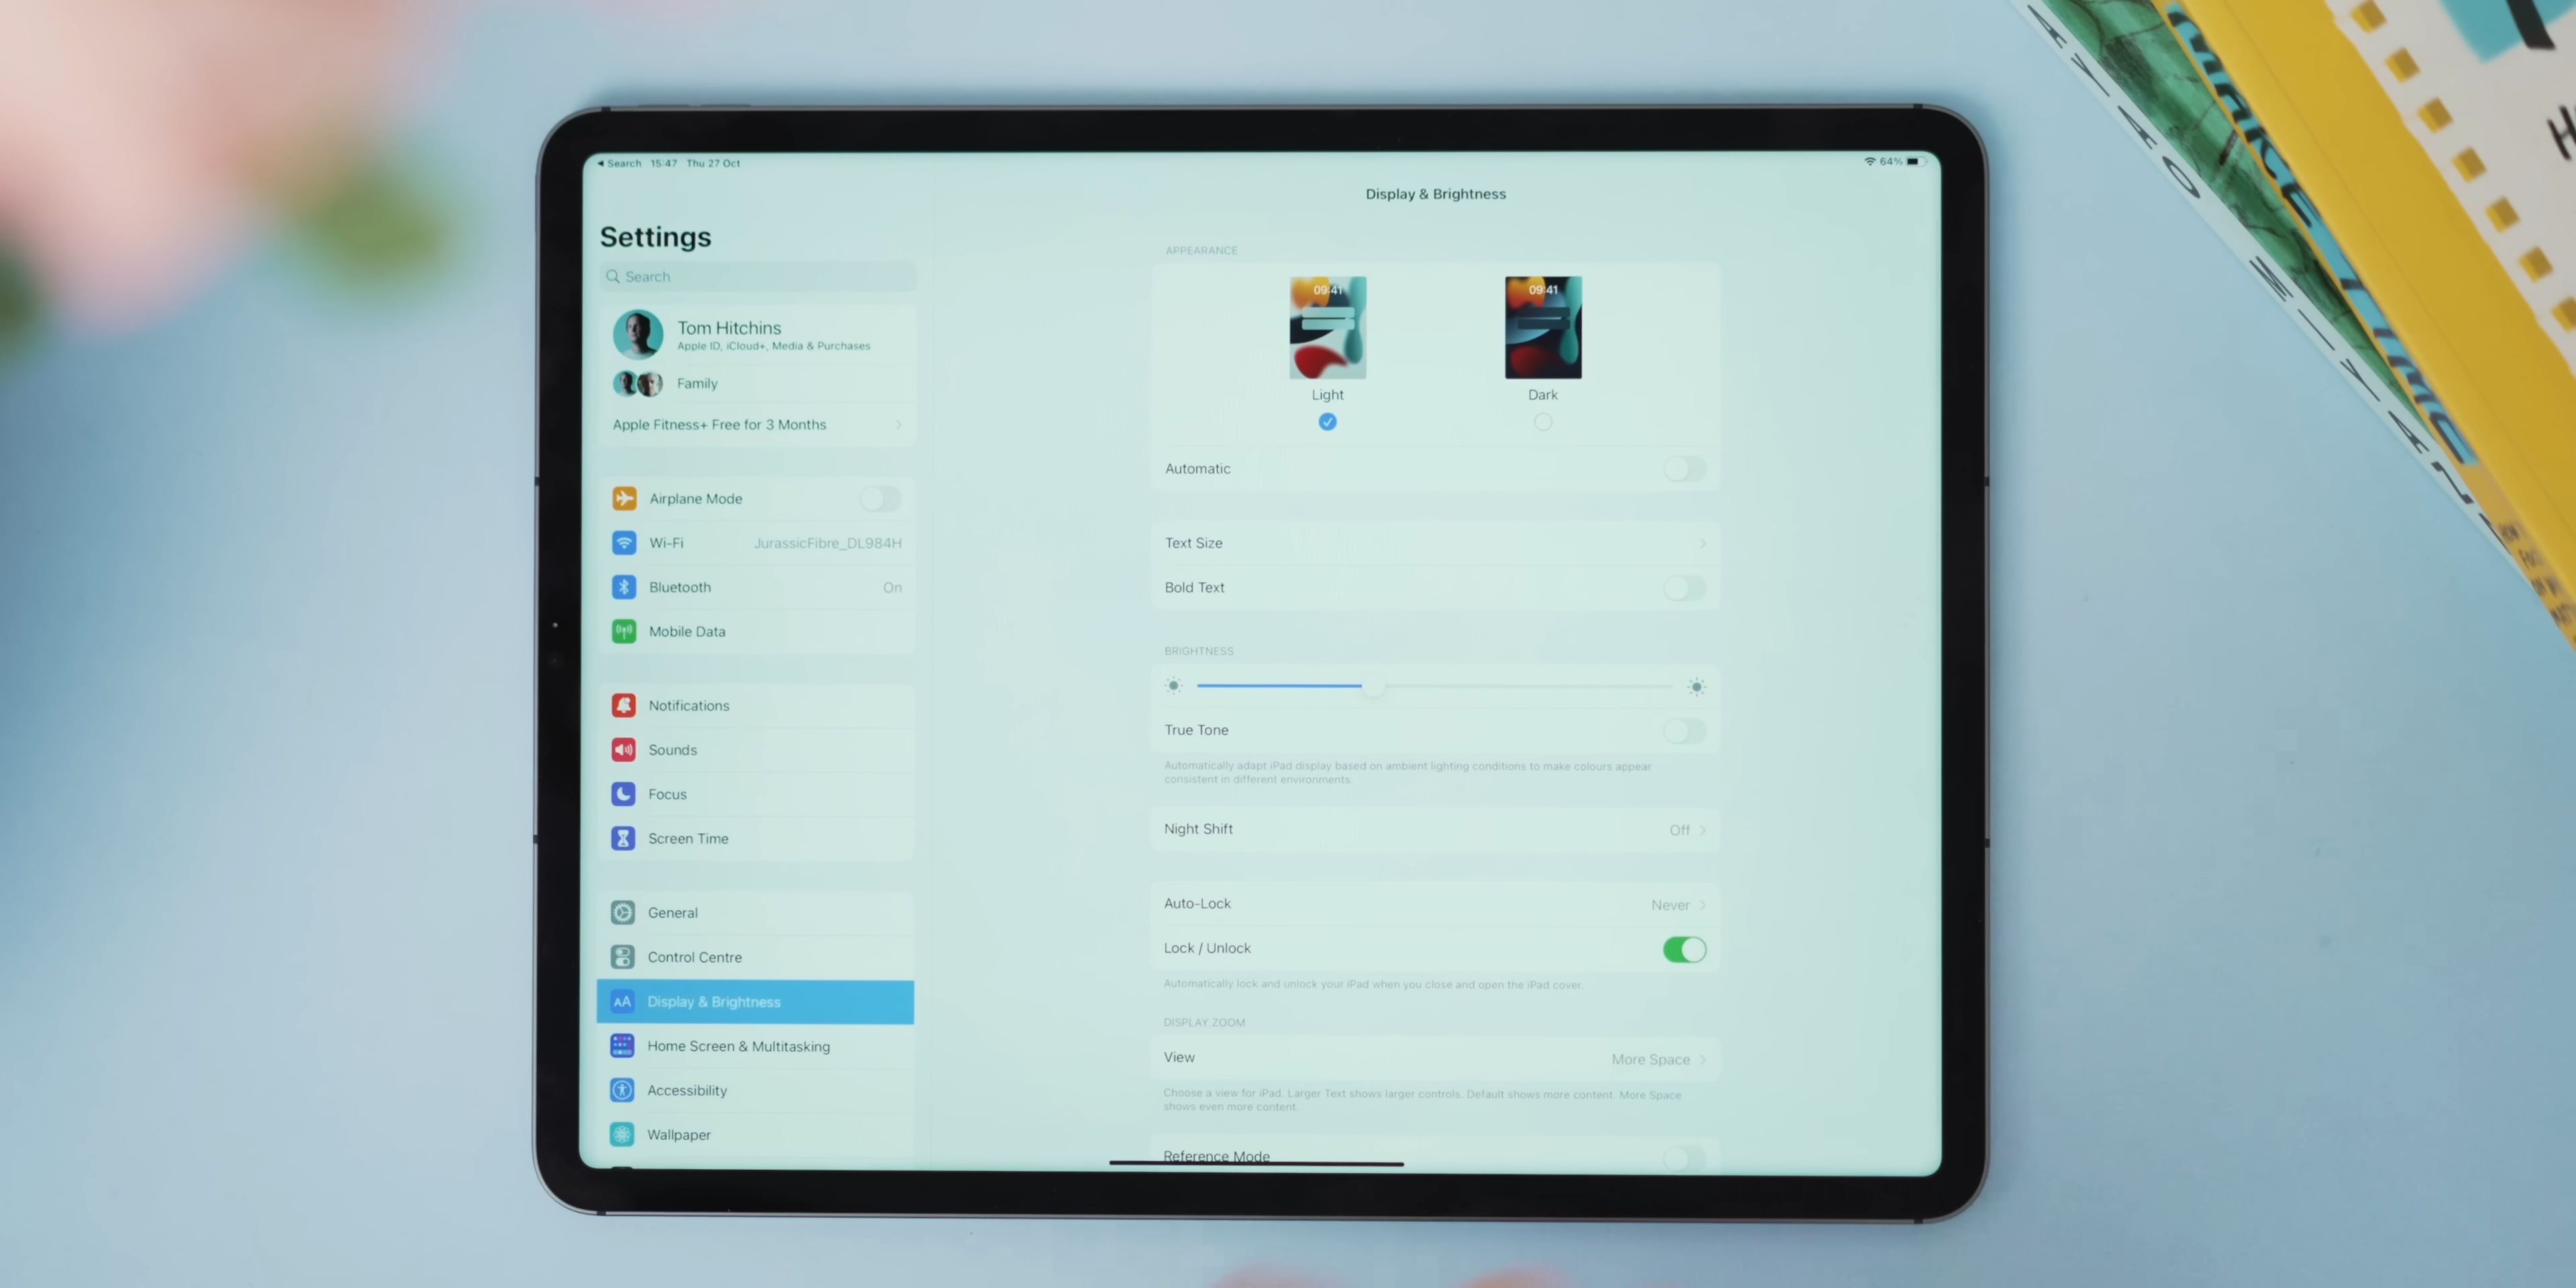 Search 15:47 Thu 27 Oct
64%
Settings
Search
Tom Hitchins
Apple ID, iCloud+, Media & Purchases
Family
Apple Fitness+ Free for 3 Months
Airplane Mode
Wi-Fi JurassicFibre_DL984H
Bluetooth On
Mobile Data
Notifications
Sounds
Focus
Screen Time
General
Control Centre
AA Display & Brightness
Home Screen & Multitasking
Accessibility
Wallpaper
Display & Brightness
APPEARANCE
09:41
09:41
Light
Dark
Automatic
Text Size
Bold Text
BRIGHTNESS
True Tone
Automatically adapt iPad display based on ambient lighting conditions to make colours appear
consistent in different environments.
Night Shift Off
Auto-Lock Never
Lock / Unlock
Automatically lock and unlock your iPad when you close and open the iPad cover.
DISPLAY ZOOM
View More Space
Choose a view for iPad. Larger Text shows larger controls. Default shows more content. More Space
shows even more content.
Reference Mode